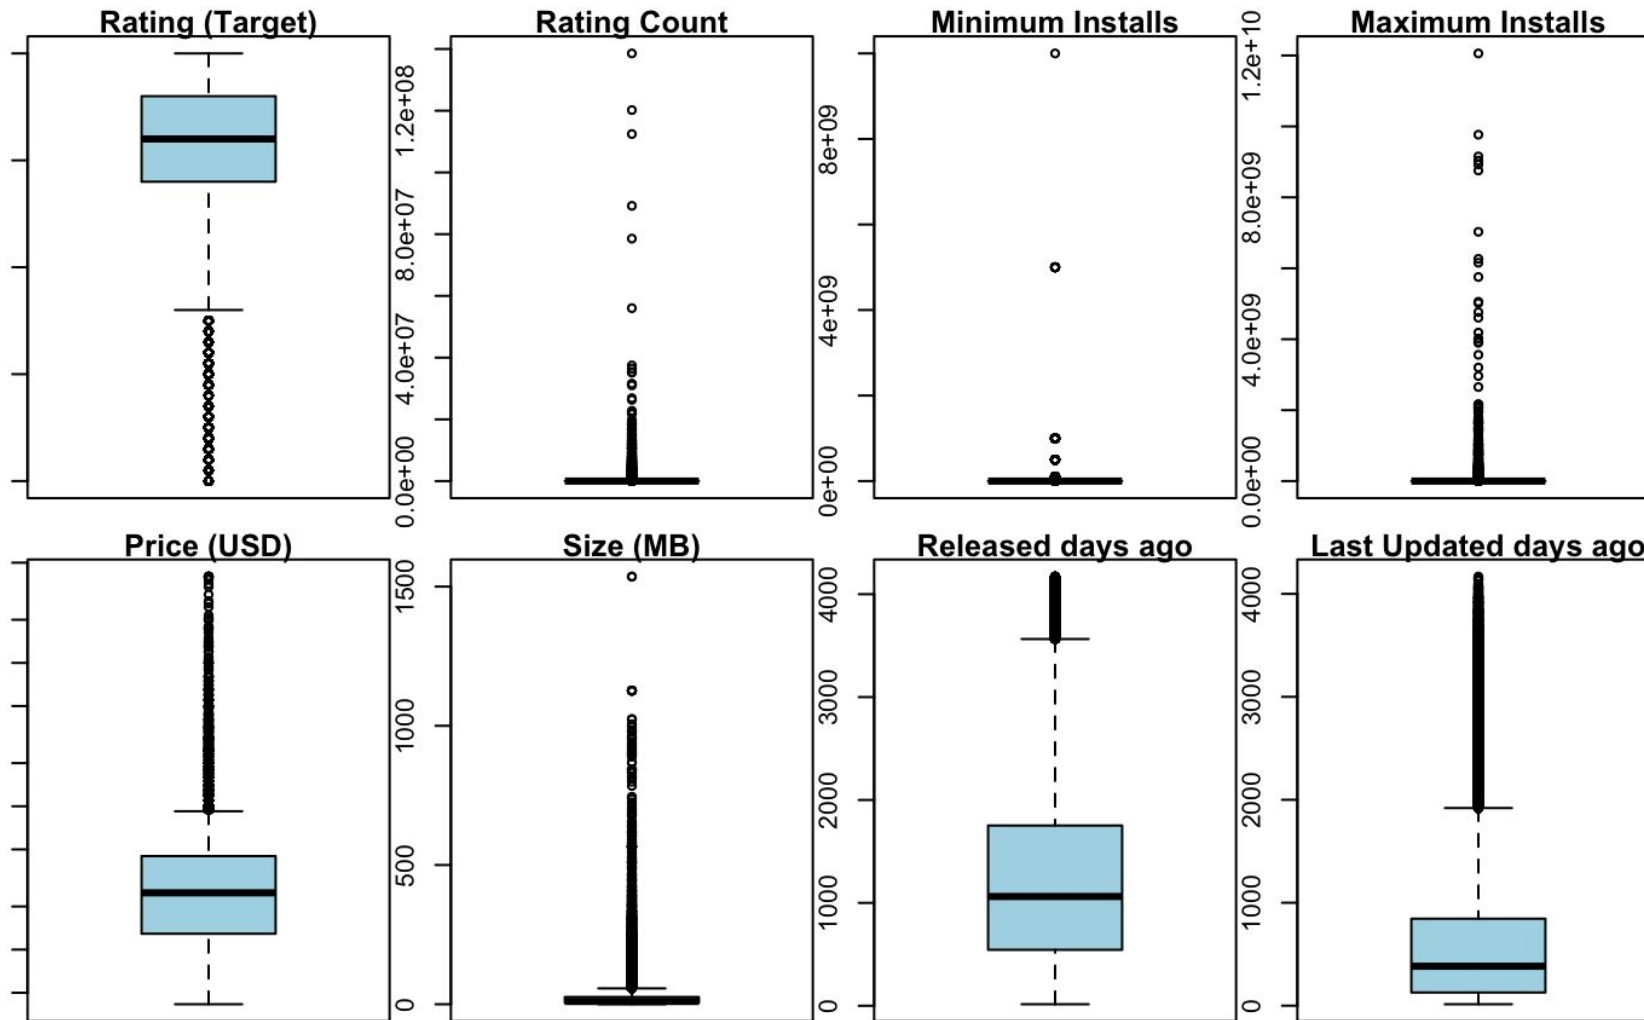 Rating (Target)
Rating Count
Minimum Installs
Maximum Installs
0.0e+00 4.0e+07 8.0e+07 1.2e+08
0e+00 4e+09 8e+09
0.0e+00 4.0e+09 8.0e+09 1.2e+10
Price (USD)
Size (MB)
Released days ago
Last Updated days ago
0 500 1000 1500
0 1000 2000 3000 4000
0 1000 2000 3000 4000